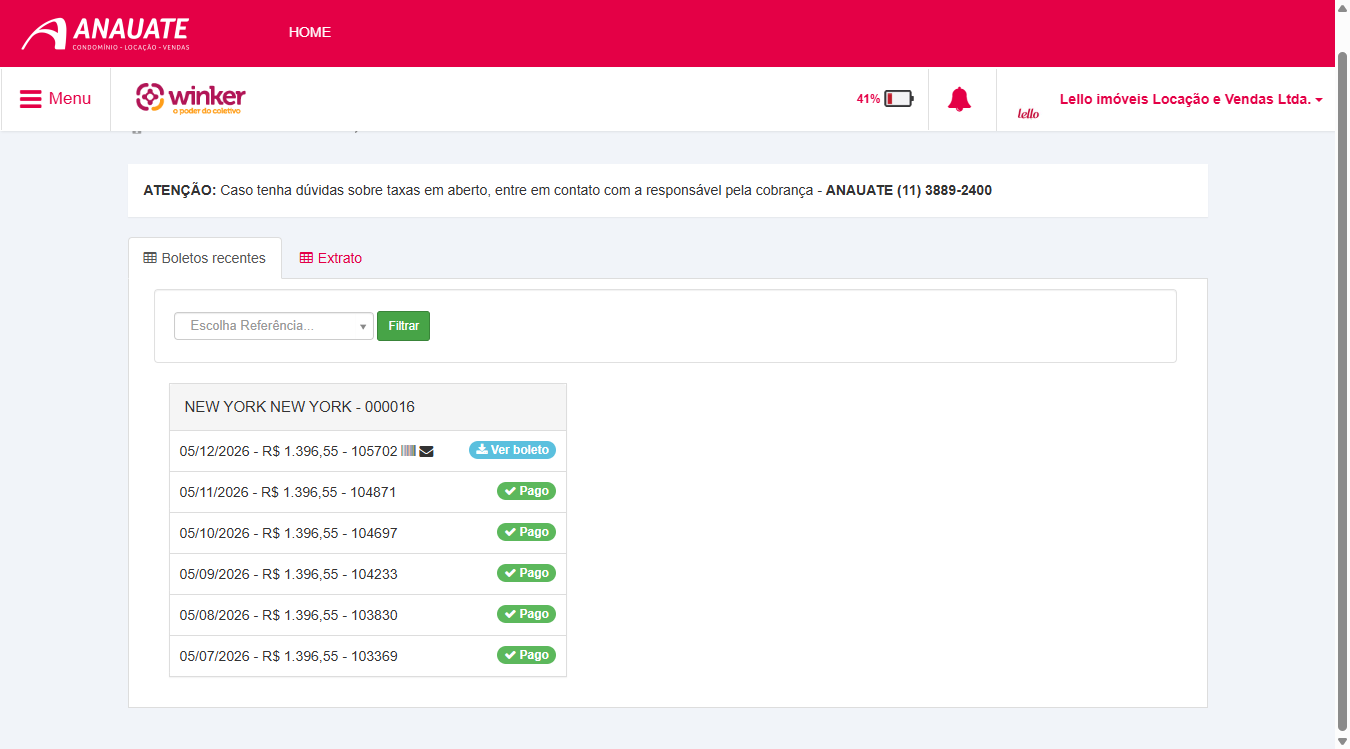 ANAUATE
CONDOMÍNIO - LOCAÇÃO - VENDAS
HOME
Menu
winker
o poder do coletivo
41%
lello
Lello imóveis Locação e Vendas Ltda.
ATENÇÃO: Caso tenha dúvidas sobre taxas em aberto, entre em contato com a responsável pela cobrança - ANAUATE (11) 3889-2400
Boletos recentes
Extrato
Escolha Referência...
Filtrar
NEW YORK NEW YORK - 000016
05/12/2026 - R$ 1.396,55 - 105702
Ver boleto
05/11/2026 - R$ 1.396,55 - 104871
Pago
05/10/2026 - R$ 1.396,55 - 104697
Pago
05/09/2026 - R$ 1.396,55 - 104233
Pago
05/08/2026 - R$ 1.396,55 - 103830
Pago
05/07/2026 - R$ 1.396,55 - 103369
Pago